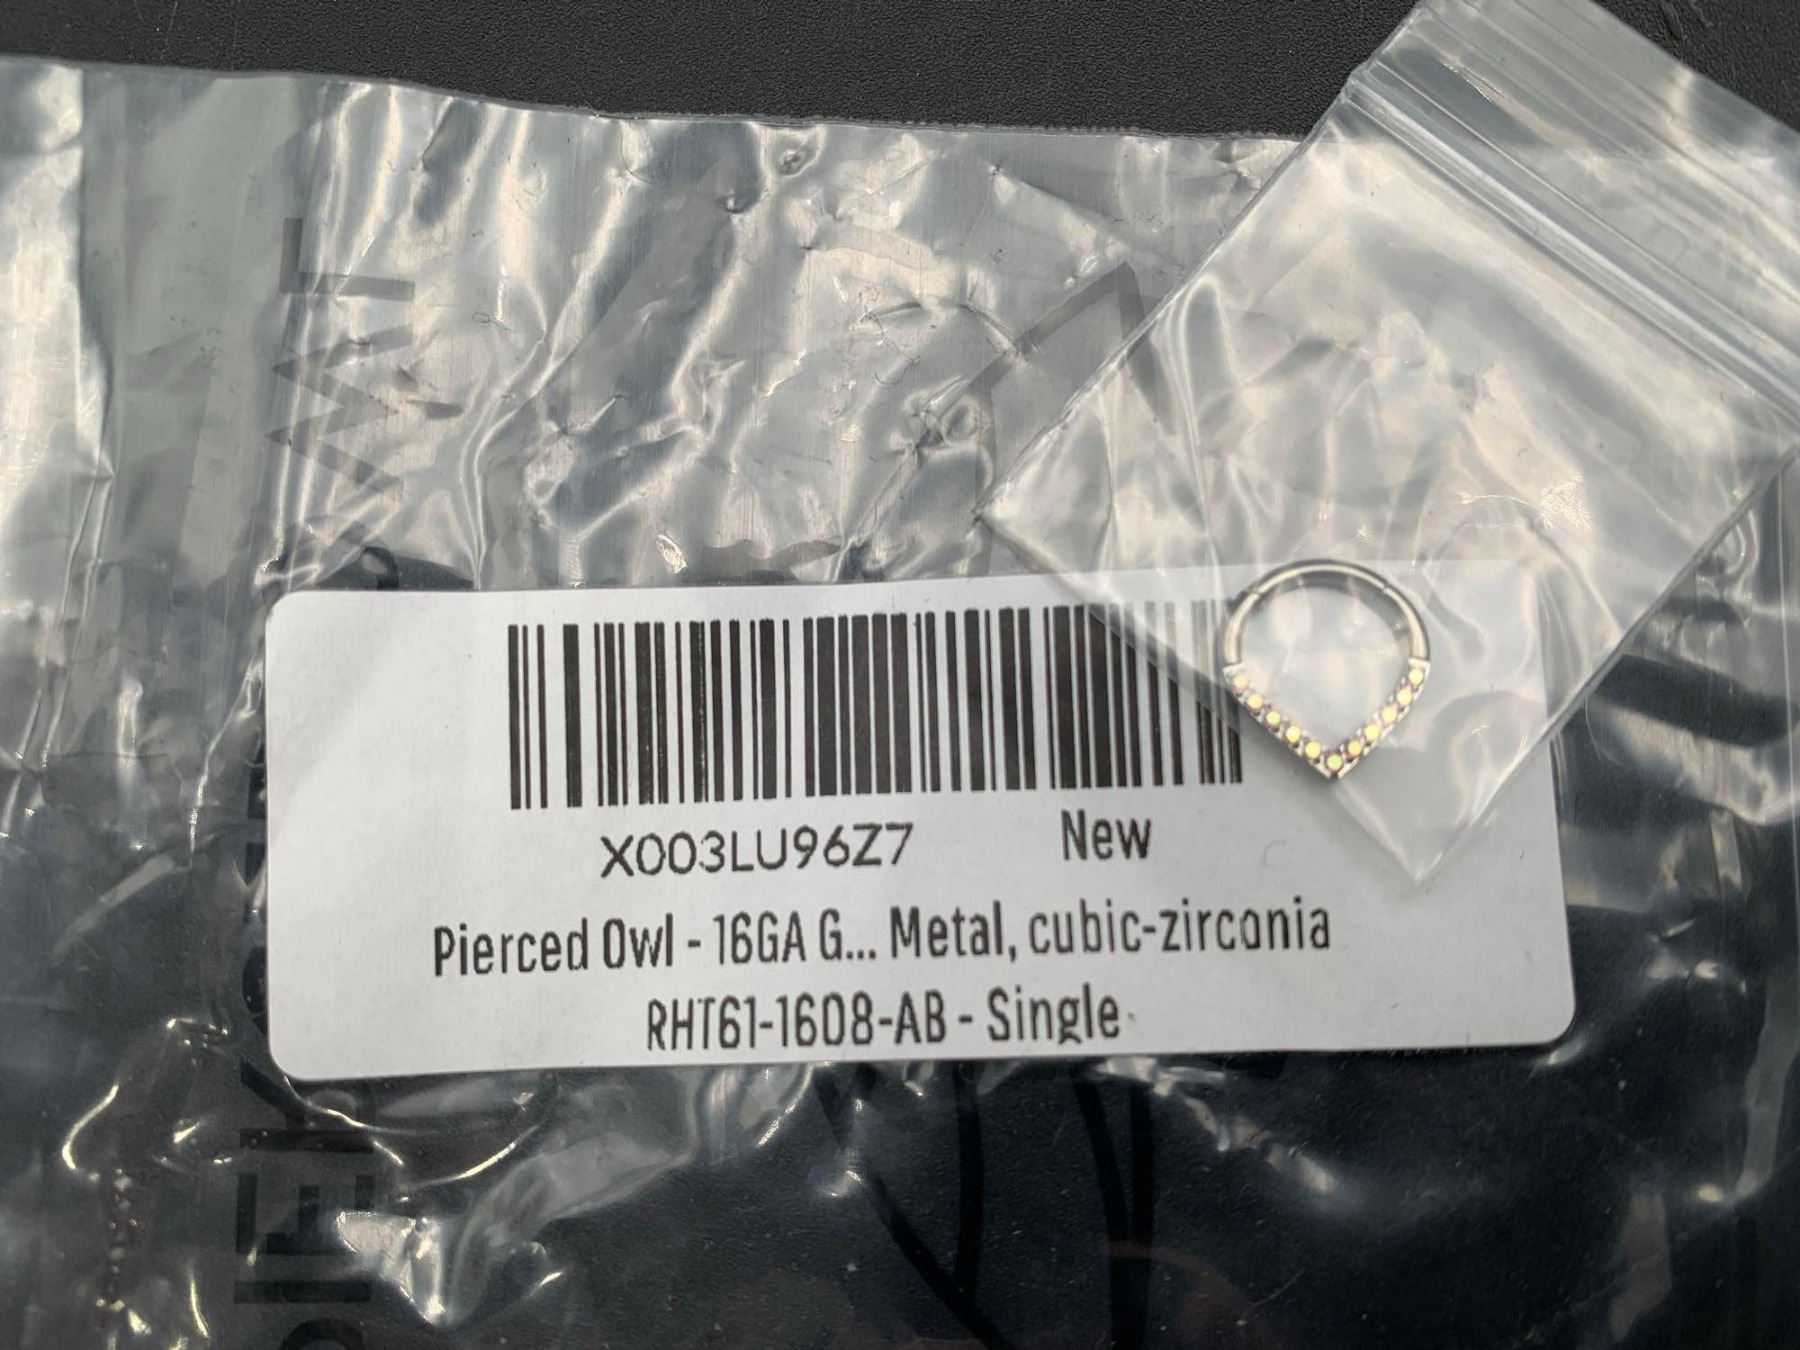 X003LU96Z7 New
Pierced Owl - 16GA G... Metal, cubic-zirconia
RHT61-1608-AB - Single